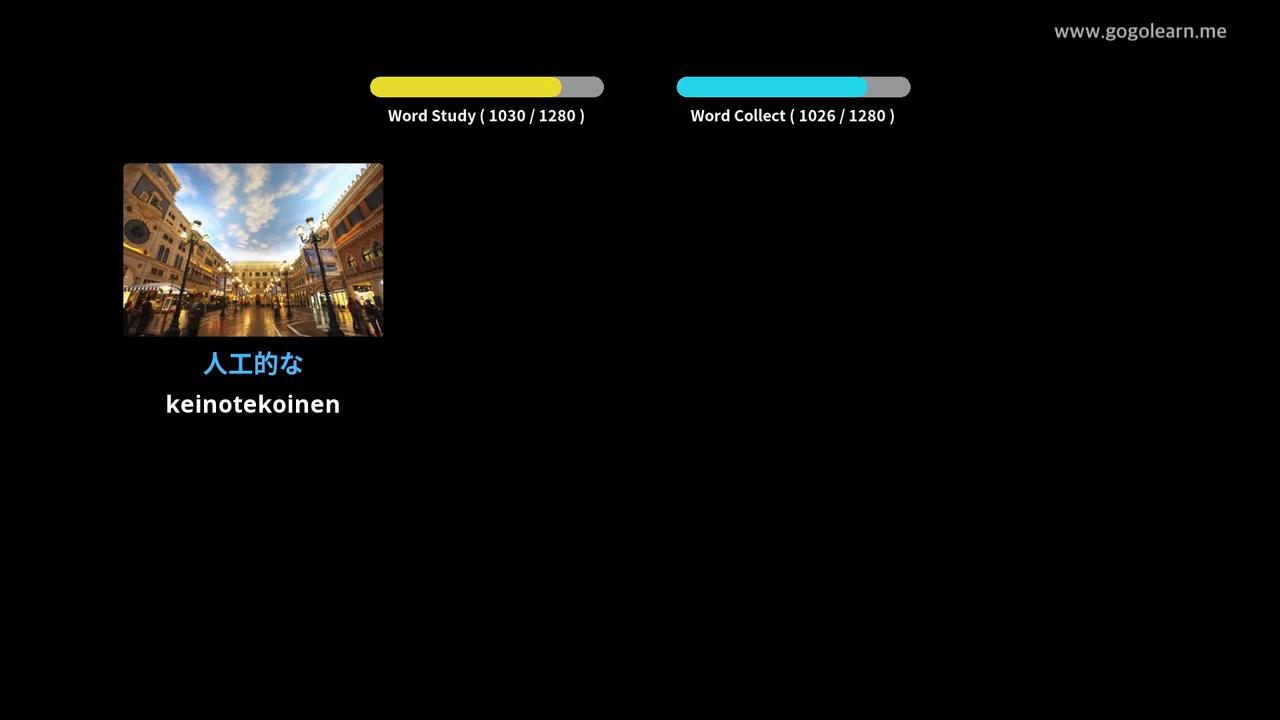 www.gogolearn.me
Word Study ( 1030 / 1280 )
Word Collect ( 1026 / 1280 )
人工的な
keinotekoinen